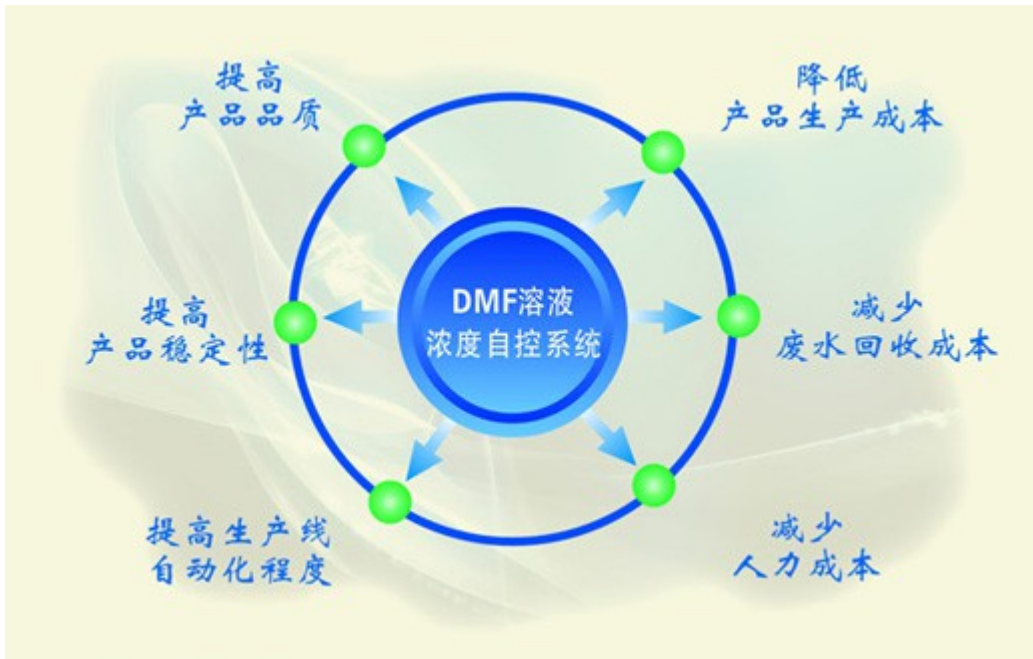 提高
产品品质
降低
产品生产成本
DMF溶液
浓度自控系统
提高
产品稳定性
减少
废水回收成本
提高生产线
自动化程度
减少
人力成本